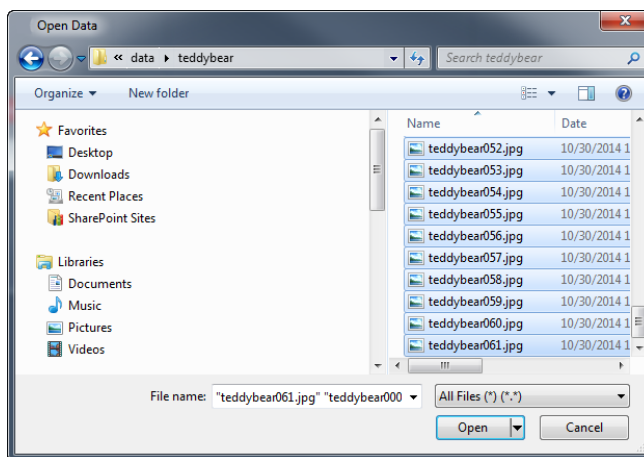 Open Data
« data ▸ teddybear
Search teddybear
Organize New folder
Favorites
Desktop
Downloads
Recent Places
SharePoint Sites
Libraries
Documents
Music
Pictures
Videos
Name Date
teddybear052.jpg 10/30/2014 1
teddybear053.jpg 10/30/2014 1
teddybear054.jpg 10/30/2014 1
teddybear055.jpg 10/30/2014 1
teddybear056.jpg 10/30/2014 1
teddybear057.jpg 10/30/2014 1
teddybear058.jpg 10/30/2014 1
teddybear059.jpg 10/30/2014 1
teddybear060.jpg 10/30/2014 1
teddybear061.jpg 10/30/2014 1
File name: "teddybear061.jpg" "teddybear000 All Files (*) (*.*)
Open Cancel